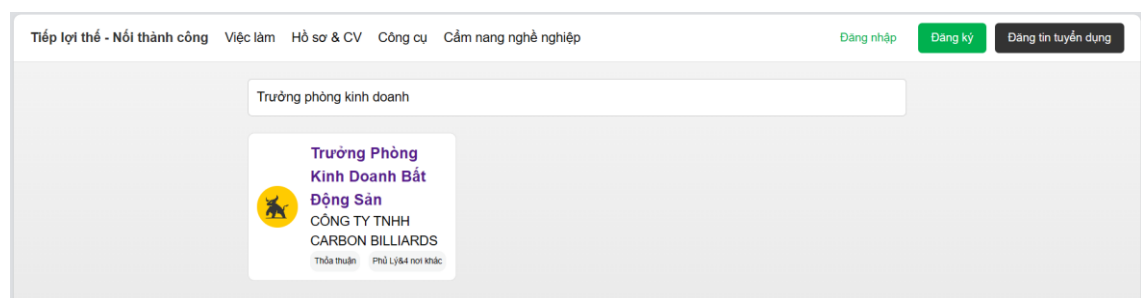 Tiếp lợi thế - Nối thành công Việc làm Hồ sơ & CV Công cụ Cẩm nang nghề nghiệp Đăng nhập Đăng ký Đăng tin tuyển dụng
Trưởng phòng kinh doanh
Trưởng Phòng
Kinh Doanh Bất
Động Sản
CÔNG TY TNHH
CARBON BILLIARDS
Thỏa thuận Phủ Lý&4 nơi khác